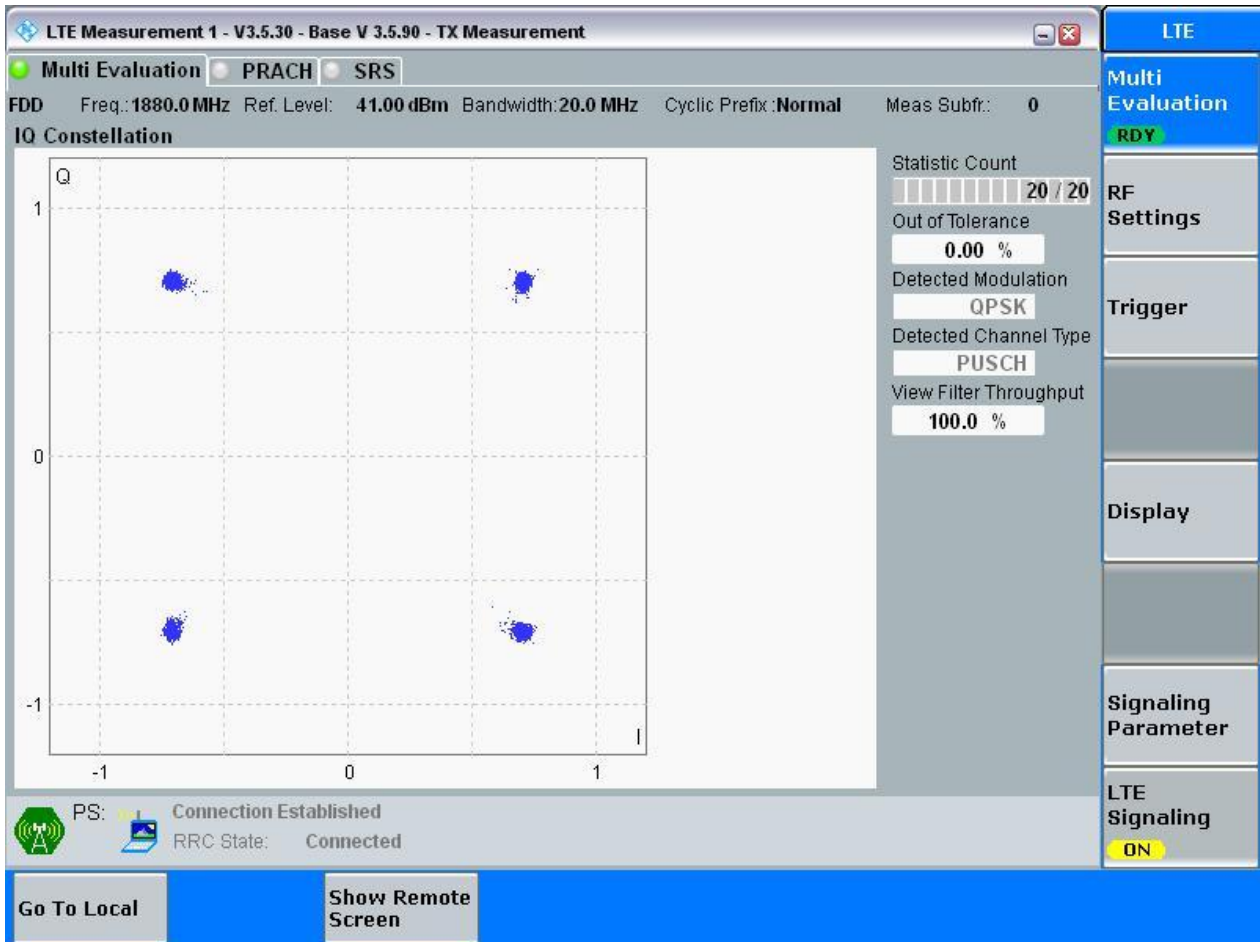 LTE Measurement 1 - V3.5.30 - Base V 3.5.90 - TX Measurement
LTE
Multi Evaluation PRACH SRS
FDD Freq.: 1880.0 MHz Ref. Level: 41.00 dBm Bandwidth: 20.0 MHz Cyclic Prefix : Normal Meas Subfr.: 0
IQ Constellation
Q
1
0
-1
I
-1 0 1
Statistic Count
20 / 20
Out of Tolerance
0.00 %
Detected Modulation
QPSK
Detected Channel Type
PUSCH
View Filter Throughput
100.0 %
Multi
Evaluation
RDY
RF
Settings
Trigger
Display
Signaling
Parameter
LTE
Signaling
ON
PS: Connection Established
RRC State: Connected
Go To Local
Show Remote
Screen